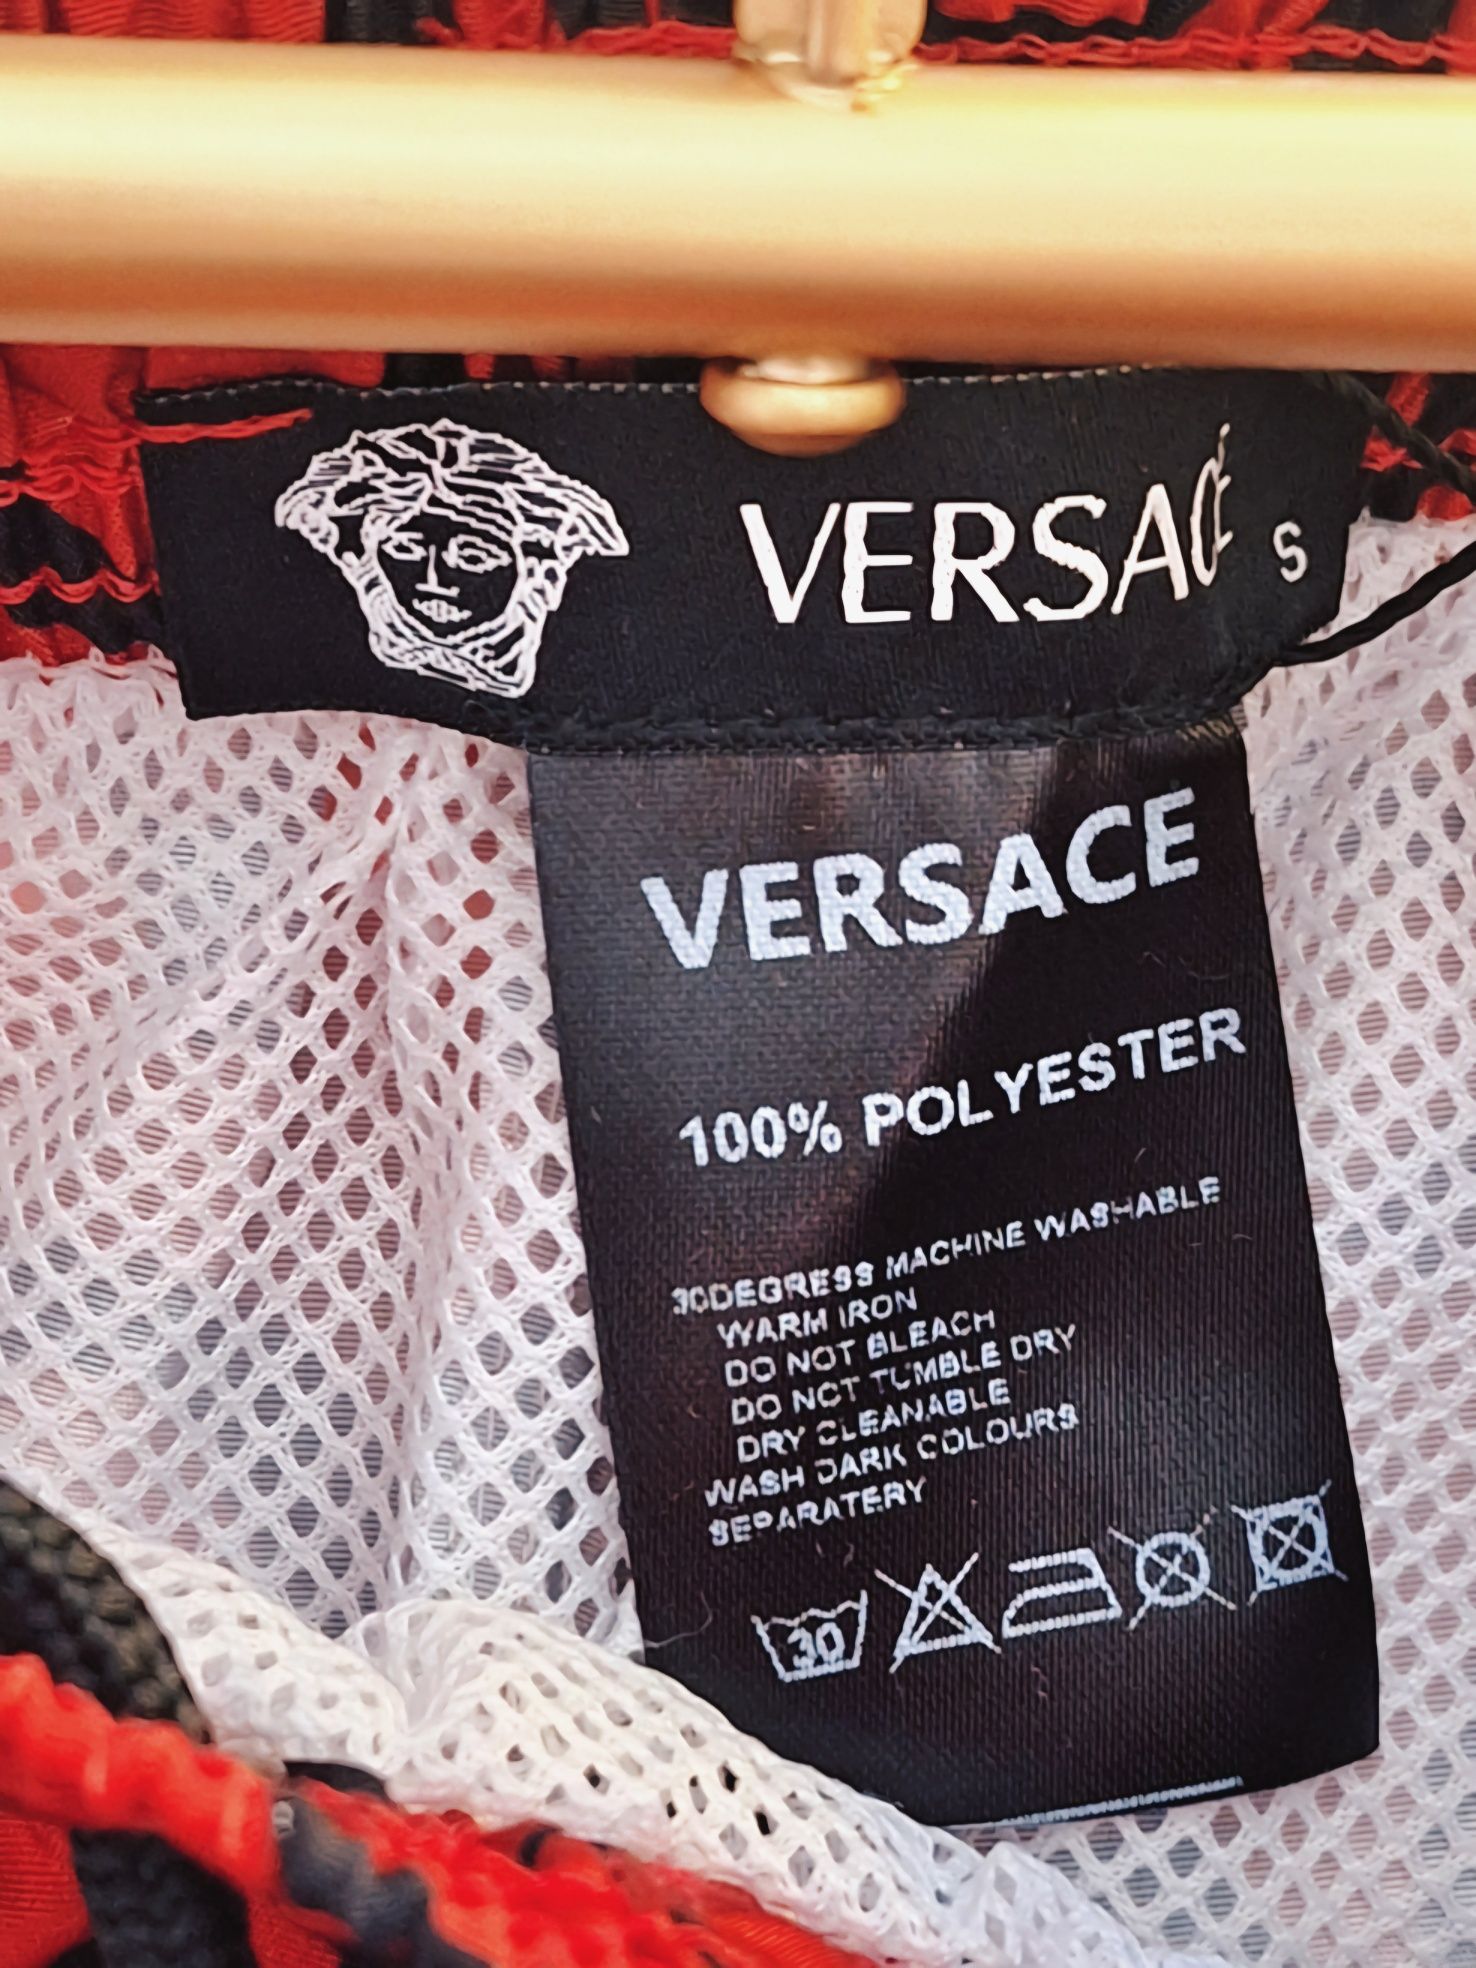 VERSACE S
VERSACE
100% POLYESTER
30DEGRESS MACHINE WASHABLE
WARM IRON
DO NOT BLEACH
DO NOT TUMBLE DRY
DRY CLEANABLE
WASH DARK COLOURS
SEPARATERY
30